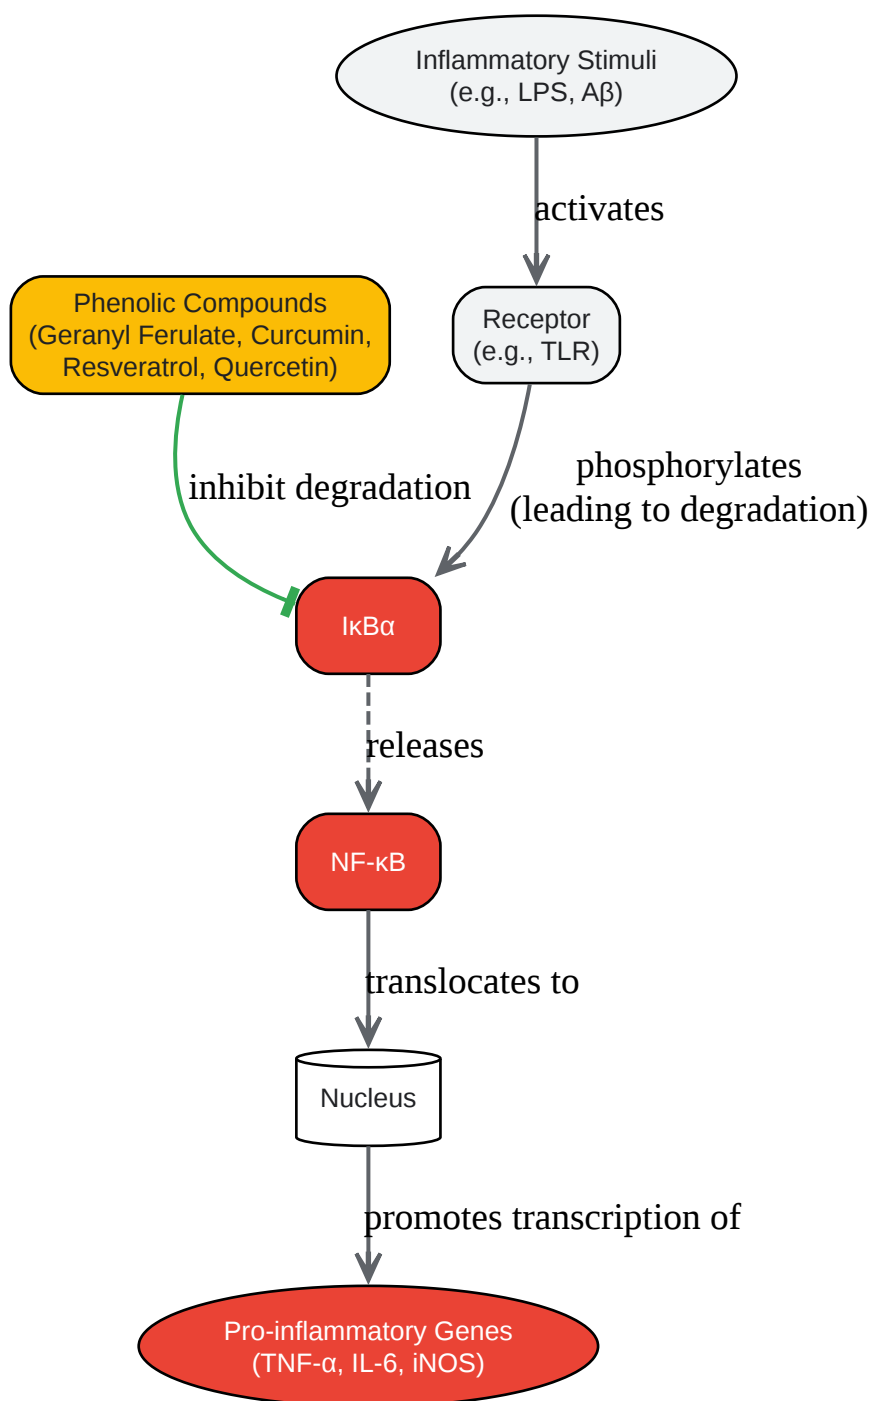 Inflammatory Stimuli
(e.g., LPS, Aβ)
activates
Phenolic Compounds
(Geranyl Ferulate, Curcumin,
Resveratrol, Quercetin)
Receptor
(e.g., TLR)
inhibit degradation
phosphorylates
(leading to degradation)
IκBα
releases
NF-κB
translocates to
Nucleus
promotes transcription of
Pro-inflammatory Genes
(TNF-α, IL-6, iNOS)